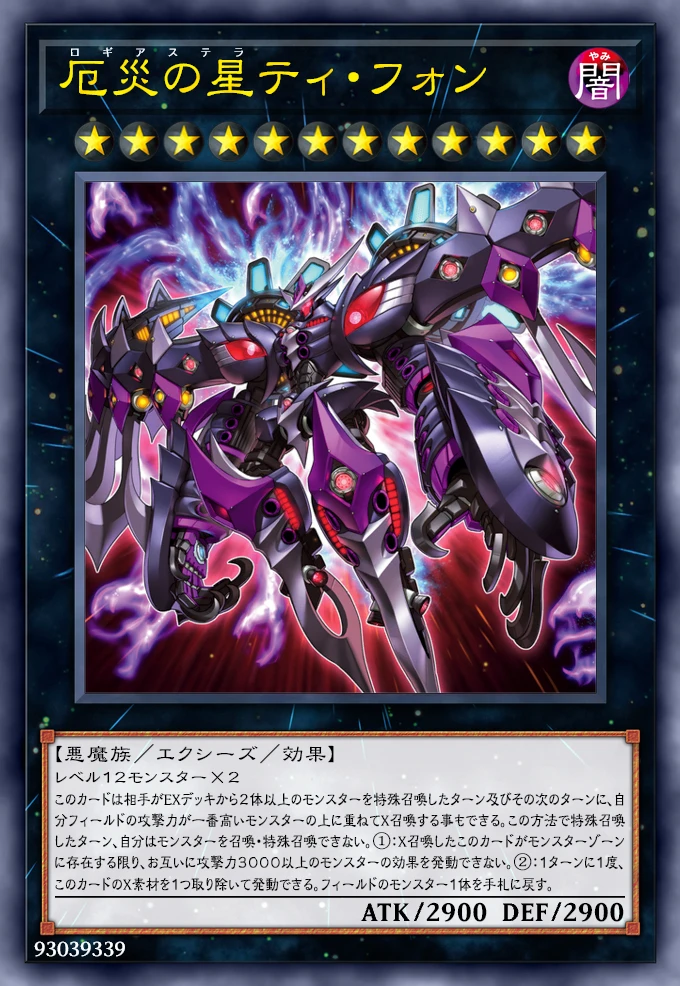 ロギアステラ
厄災の星ティ・フォン
やみ
闇
【悪魔族／エクシーズ／効果】
レベル12モンスター×2
このカードは相手がEXデッキから2体以上のモンスターを特殊召喚したターン及びその次のターンに、自
分フィールドの攻撃力が一番高いモンスターの上に重ねてX召喚する事もできる。この方法で特殊召喚
したターン、自分はモンスターを召喚・特殊召喚できない。①：X召喚したこのカードがモンスターゾーン
に存在する限り、お互いに攻撃力3000以上のモンスターの効果を発動できない。②：1ターンに1度、
このカードのX素材を1つ取り除いて発動できる。フィールドのモンスター1体を手札に戻す。
ATK/2900 DEF/2900
93039339